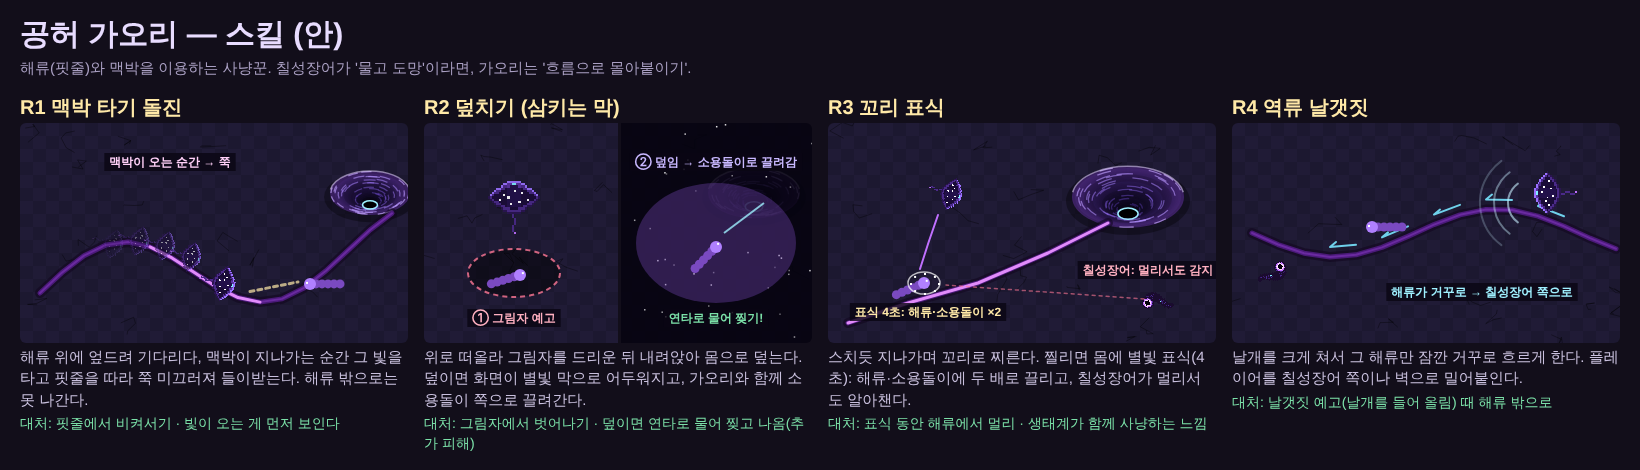 공허 가오리 — 스킬 (안)
해류(핏줄)와 맥박을 이용하는 사냥꾼. 칠성장어가 '물고 도망'이라면, 가오리는 '흐름으로 몰아붙이기'.
R1 맥박 타기 돌진
맥박이 오는 순간 → 쭉
해류 위에 엎드려 기다리다, 맥박이 지나가는 순간 그 빛을
타고 핏줄을 따라 쭉 미끄러져 들이받는다. 해류 밖으로는
못 나간다.
대처: 핏줄에서 비켜서기 · 빛이 오는 게 먼저 보인다
R2 덮치기 (삼키는 막)
① 그림자 예고
② 덮임 → 소용돌이로 끌려감
연타로 물어 찢기!
위로 떠올라 그림자를 드리운 뒤 내려앉아 몸으로 덮는다.
덮이면 화면이 별빛 막으로 어두워지고, 가오리와 함께 소
용돌이 쪽으로 끌려간다.
대처: 그림자에서 벗어나기 · 덮이면 연타로 물어 찢고 나옴(추
가 피해)
R3 꼬리 표식
칠성장어: 멀리서도 감지
표식 4초: 해류·소용돌이 ×2
스치듯 지나가며 꼬리로 찌른다. 찔리면 몸에 별빛 표식(4
초): 해류·소용돌이에 두 배로 끌리고, 칠성장어가 멀리서
도 알아챈다.
대처: 표식 동안 해류에서 멀리 · 생태계가 함께 사냥하는 느낌
R4 역류 날갯짓
해류가 거꾸로 → 칠성장어 쪽으로
날개를 크게 쳐서 그 해류만 잠깐 거꾸로 흐르게 한다. 플레
이어를 칠성장어 쪽이나 벽으로 밀어붙인다.
대처: 날갯짓 예고(날개를 들어 올림) 때 해류 밖으로